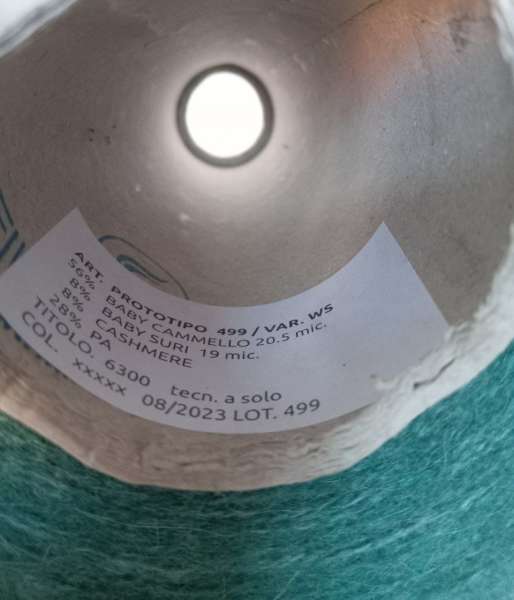 ART. PROTOTIPO 499 / VAR. WS
56% BABY CAMMELLO 20.5 mic.
8% BABY SURI 19 mic.
8% CASHMERE
28% PA
TITOLO. 6300 tecn. a solo
COL. xxxxx 08/2023 LOT. 499